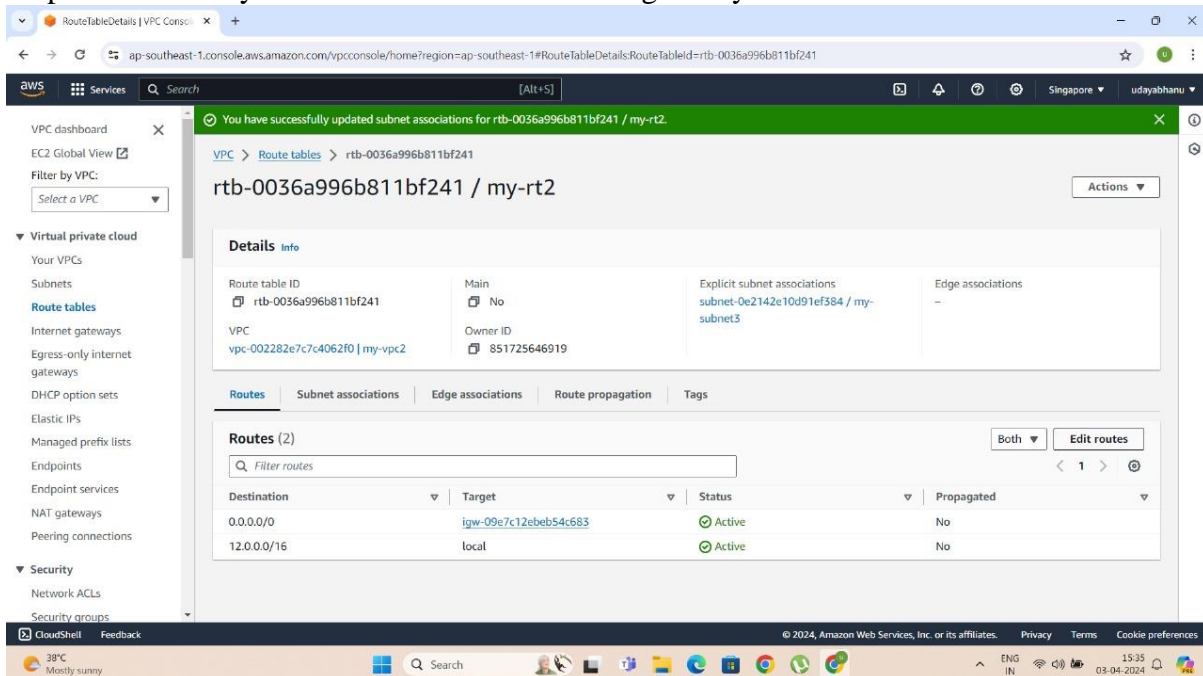 RouteTableDetails | VPC Consol
ap-southeast-1.console.aws.amazon.com/vpcconsole/home?region=ap-southeast-1#RouteTableDetails:RouteTableId=rtb-0036a996b811bf241
aws Services Search [Alt+S] Singapore udayabhanu
VPC dashboard
EC2 Global View
Filter by VPC:
Select a VPC
Virtual private cloud
Your VPCs
Subnets
Route tables
Internet gateways
Egress-only internet
gateways
DHCP option sets
Elastic IPs
Managed prefix lists
Endpoints
Endpoint services
NAT gateways
Peering connections
Security
Network ACLs
Security groups
You have successfully updated subnet associations for rtb-0036a996b811bf241 / my-rt2.
VPC > Route tables > rtb-0036a996b811bf241
rtb-0036a996b811bf241 / my-rt2
Actions
Details Info
Route table ID
rtb-0036a996b811bf241
Main
No
Explicit subnet associations
subnet-0e2142e10d91ef384 / my-
subnet3
Edge associations
–
VPC
vpc-002282e7c7c4062f0 | my-vpc2
Owner ID
851725646919
Routes Subnet associations Edge associations Route propagation Tags
Routes (2)
Both Edit routes
Filter routes
1
Destination Target Status Propagated
0.0.0.0/0 igw-09e7c12ebeb54c683 Active No
12.0.0.0/16 local Active No
CloudShell Feedback © 2024, Amazon Web Services, Inc. or its affiliates. Privacy Terms Cookie preferences
38°C
Mostly sunny
Search
ENG
IN
15:35
03-04-2024